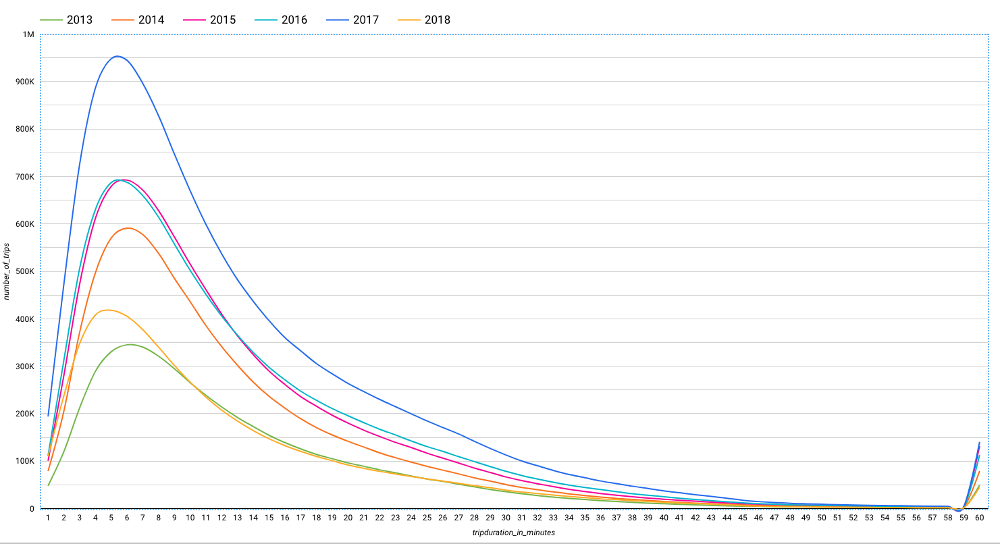 2013 2014 2015 2016 2017 2018
1M
900K
800K
700K
600K
500K
400K
300K
200K
100K
0
number_of_trips
1 2 3 4 5 6 7 8 9 10 11 12 13 14 15 16 17 18 19 20 21 22 23 24 25 26 27 28 29 30 31 32 33 34 35 36 37 38 39 40 41 42 43 44 45 46 47 48 49 50 51 52 53 54 55 56 57 58 59 60
tripduration_in_minutes